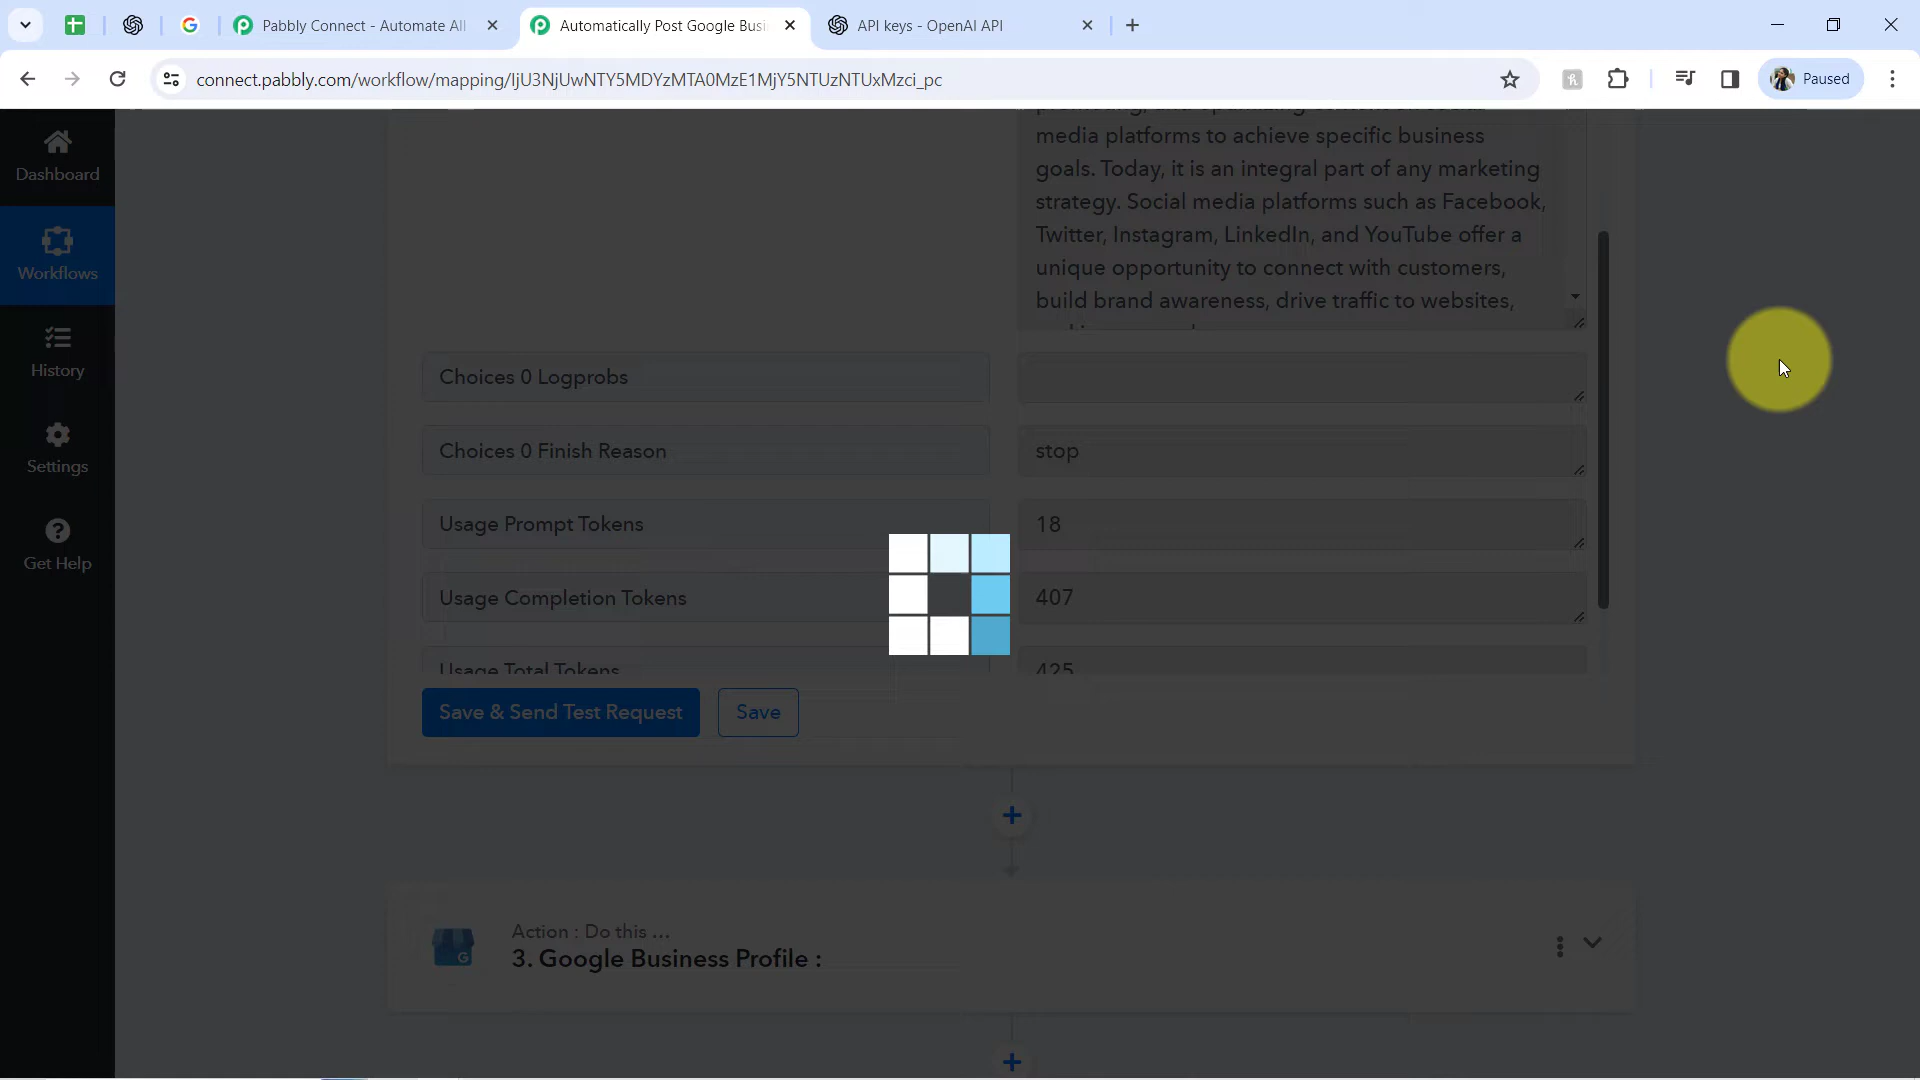 Pabbly Connect - Automate All
Automatically Post Google Busi
API keys - OpenAI API
connect.pabbly.com/workflow/mapping/IjU3NjUwNTY5MDYzMTA0MzE1MjY5NTUzNTUxMzci_pc
Paused
Dashboard
Workflows
History
Settings
Get Help
media platforms to achieve specific business
goals. Today, it is an integral part of any marketing
strategy. Social media platforms such as Facebook,
Twitter, Instagram, LinkedIn, and YouTube offer a
unique opportunity to connect with customers,
build brand awareness, drive traffic to websites,
Choices 0 Logprobs
Choices 0 Finish Reason
stop
Usage Prompt Tokens
18
Usage Completion Tokens
407
Usage Total Tokens
425
Save & Send Test Request
Save
Action : Do this ...
3. Google Business Profile :